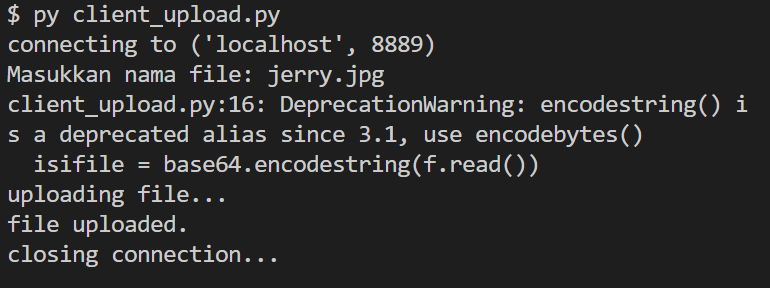 $ py client_upload.py
connecting to ('localhost', 8889)
Masukkan nama file: jerry.jpg
client_upload.py:16: DeprecationWarning: encodestring() i
s a deprecated alias since 3.1, use encodebytes()
  isifile = base64.encodestring(f.read())
uploading file...
file uploaded.
closing connection...